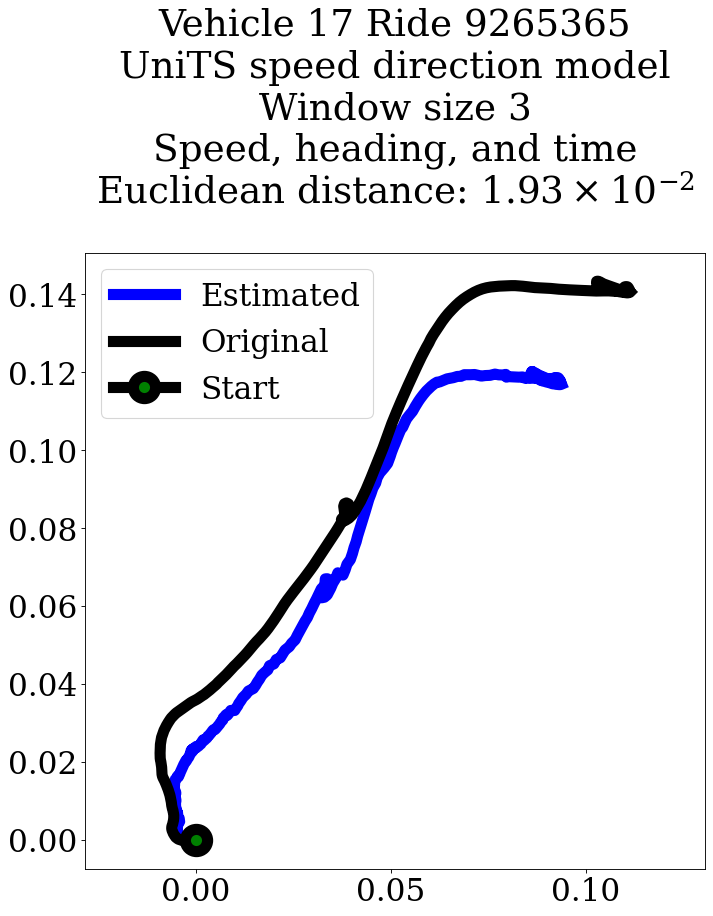 Vehicle 17 Ride 9265365
UniTS speed direction model
Window size 3
Speed, heading, and time
Euclidean distance: 1.93 × 10⁻²
Estimated
Original
Start
0.14
0.12
0.10
0.08
0.06
0.04
0.02
0.00
0.00 0.05 0.10